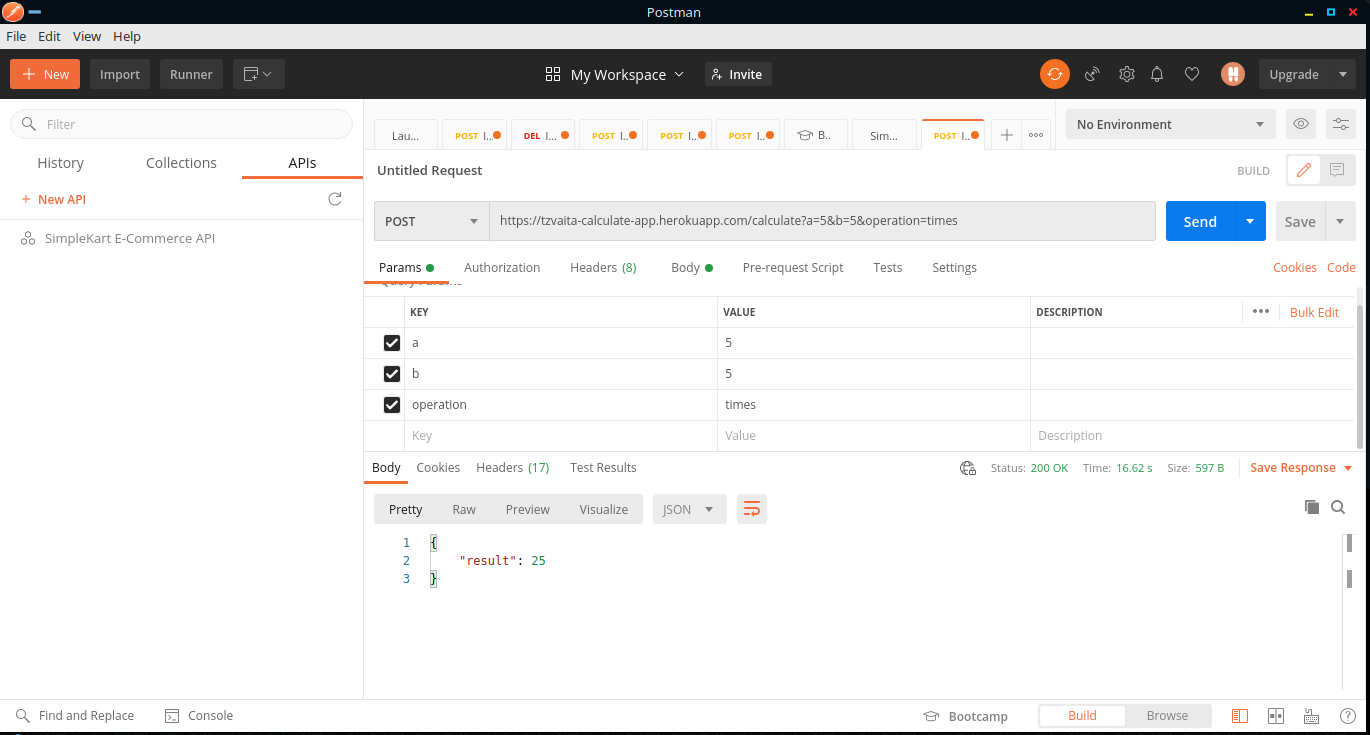 Postman
File Edit View Help
+ New Import Runner My Workspace Invite Upgrade
Filter
History Collections APIs
+ New API
SimpleKart E-Commerce API
Lau... POST I.. DEL I... POST I.. POST I.. POST I.. B.. Sim... POST I.. No Environment
Untitled Request BUILD
POST https://tzvaita-calculate-app.herokuapp.com/calculate?a=5&b=5&operation=times Send Save
Params Authorization Headers (8) Body Pre-request Script Tests Settings Cookies Code
Query Params
KEY VALUE DESCRIPTION ••• Bulk Edit
a 5
b 5
operation times
Key Value Description
Body Cookies Headers (17) Test Results Status: 200 OK Time: 16.62 s Size: 597 B Save Response
Pretty Raw Preview Visualize JSON
1 {
2 "result": 25
3 }
Find and Replace Console Bootcamp Build Browse